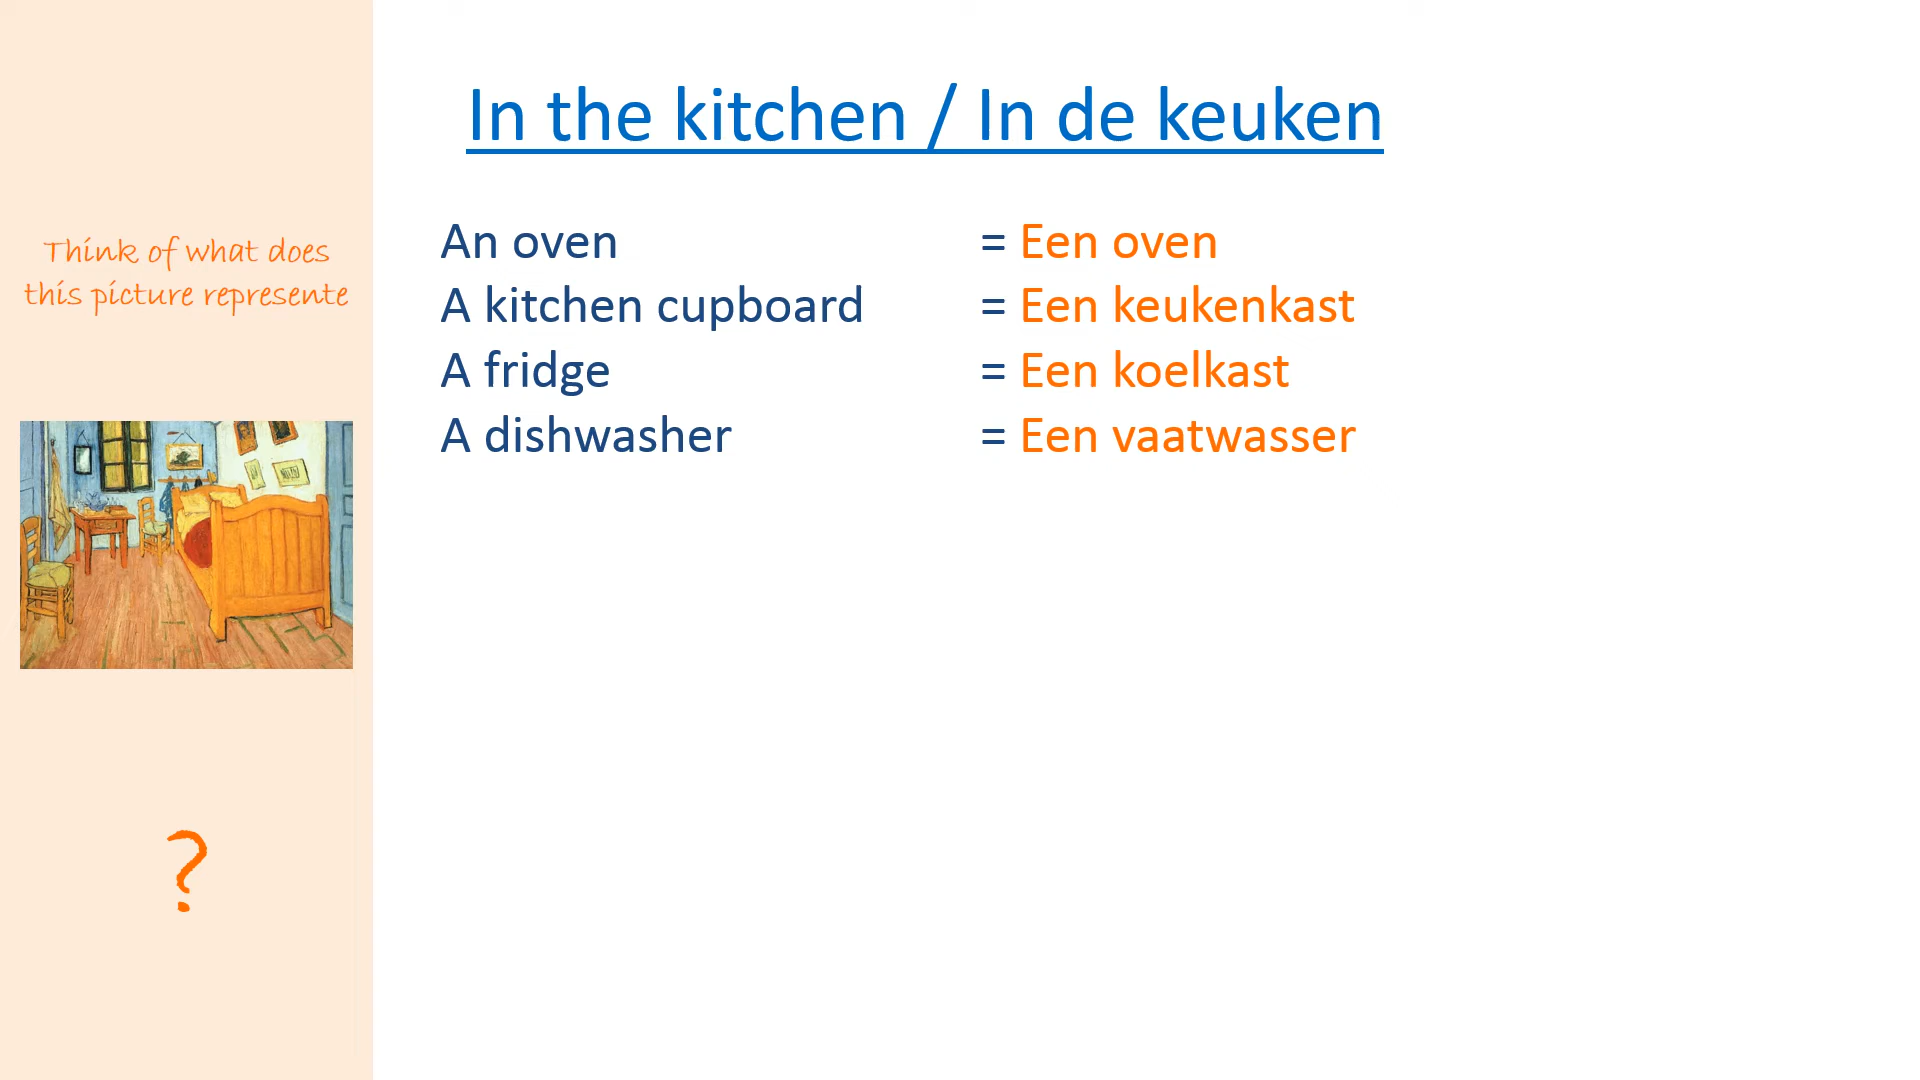 In the kitchen / In de keuken
Think of what does
this picture represente
?
An oven = Een oven
A kitchen cupboard = Een keukenkast
A fridge = Een koelkast
A dishwasher = Een vaatwasser